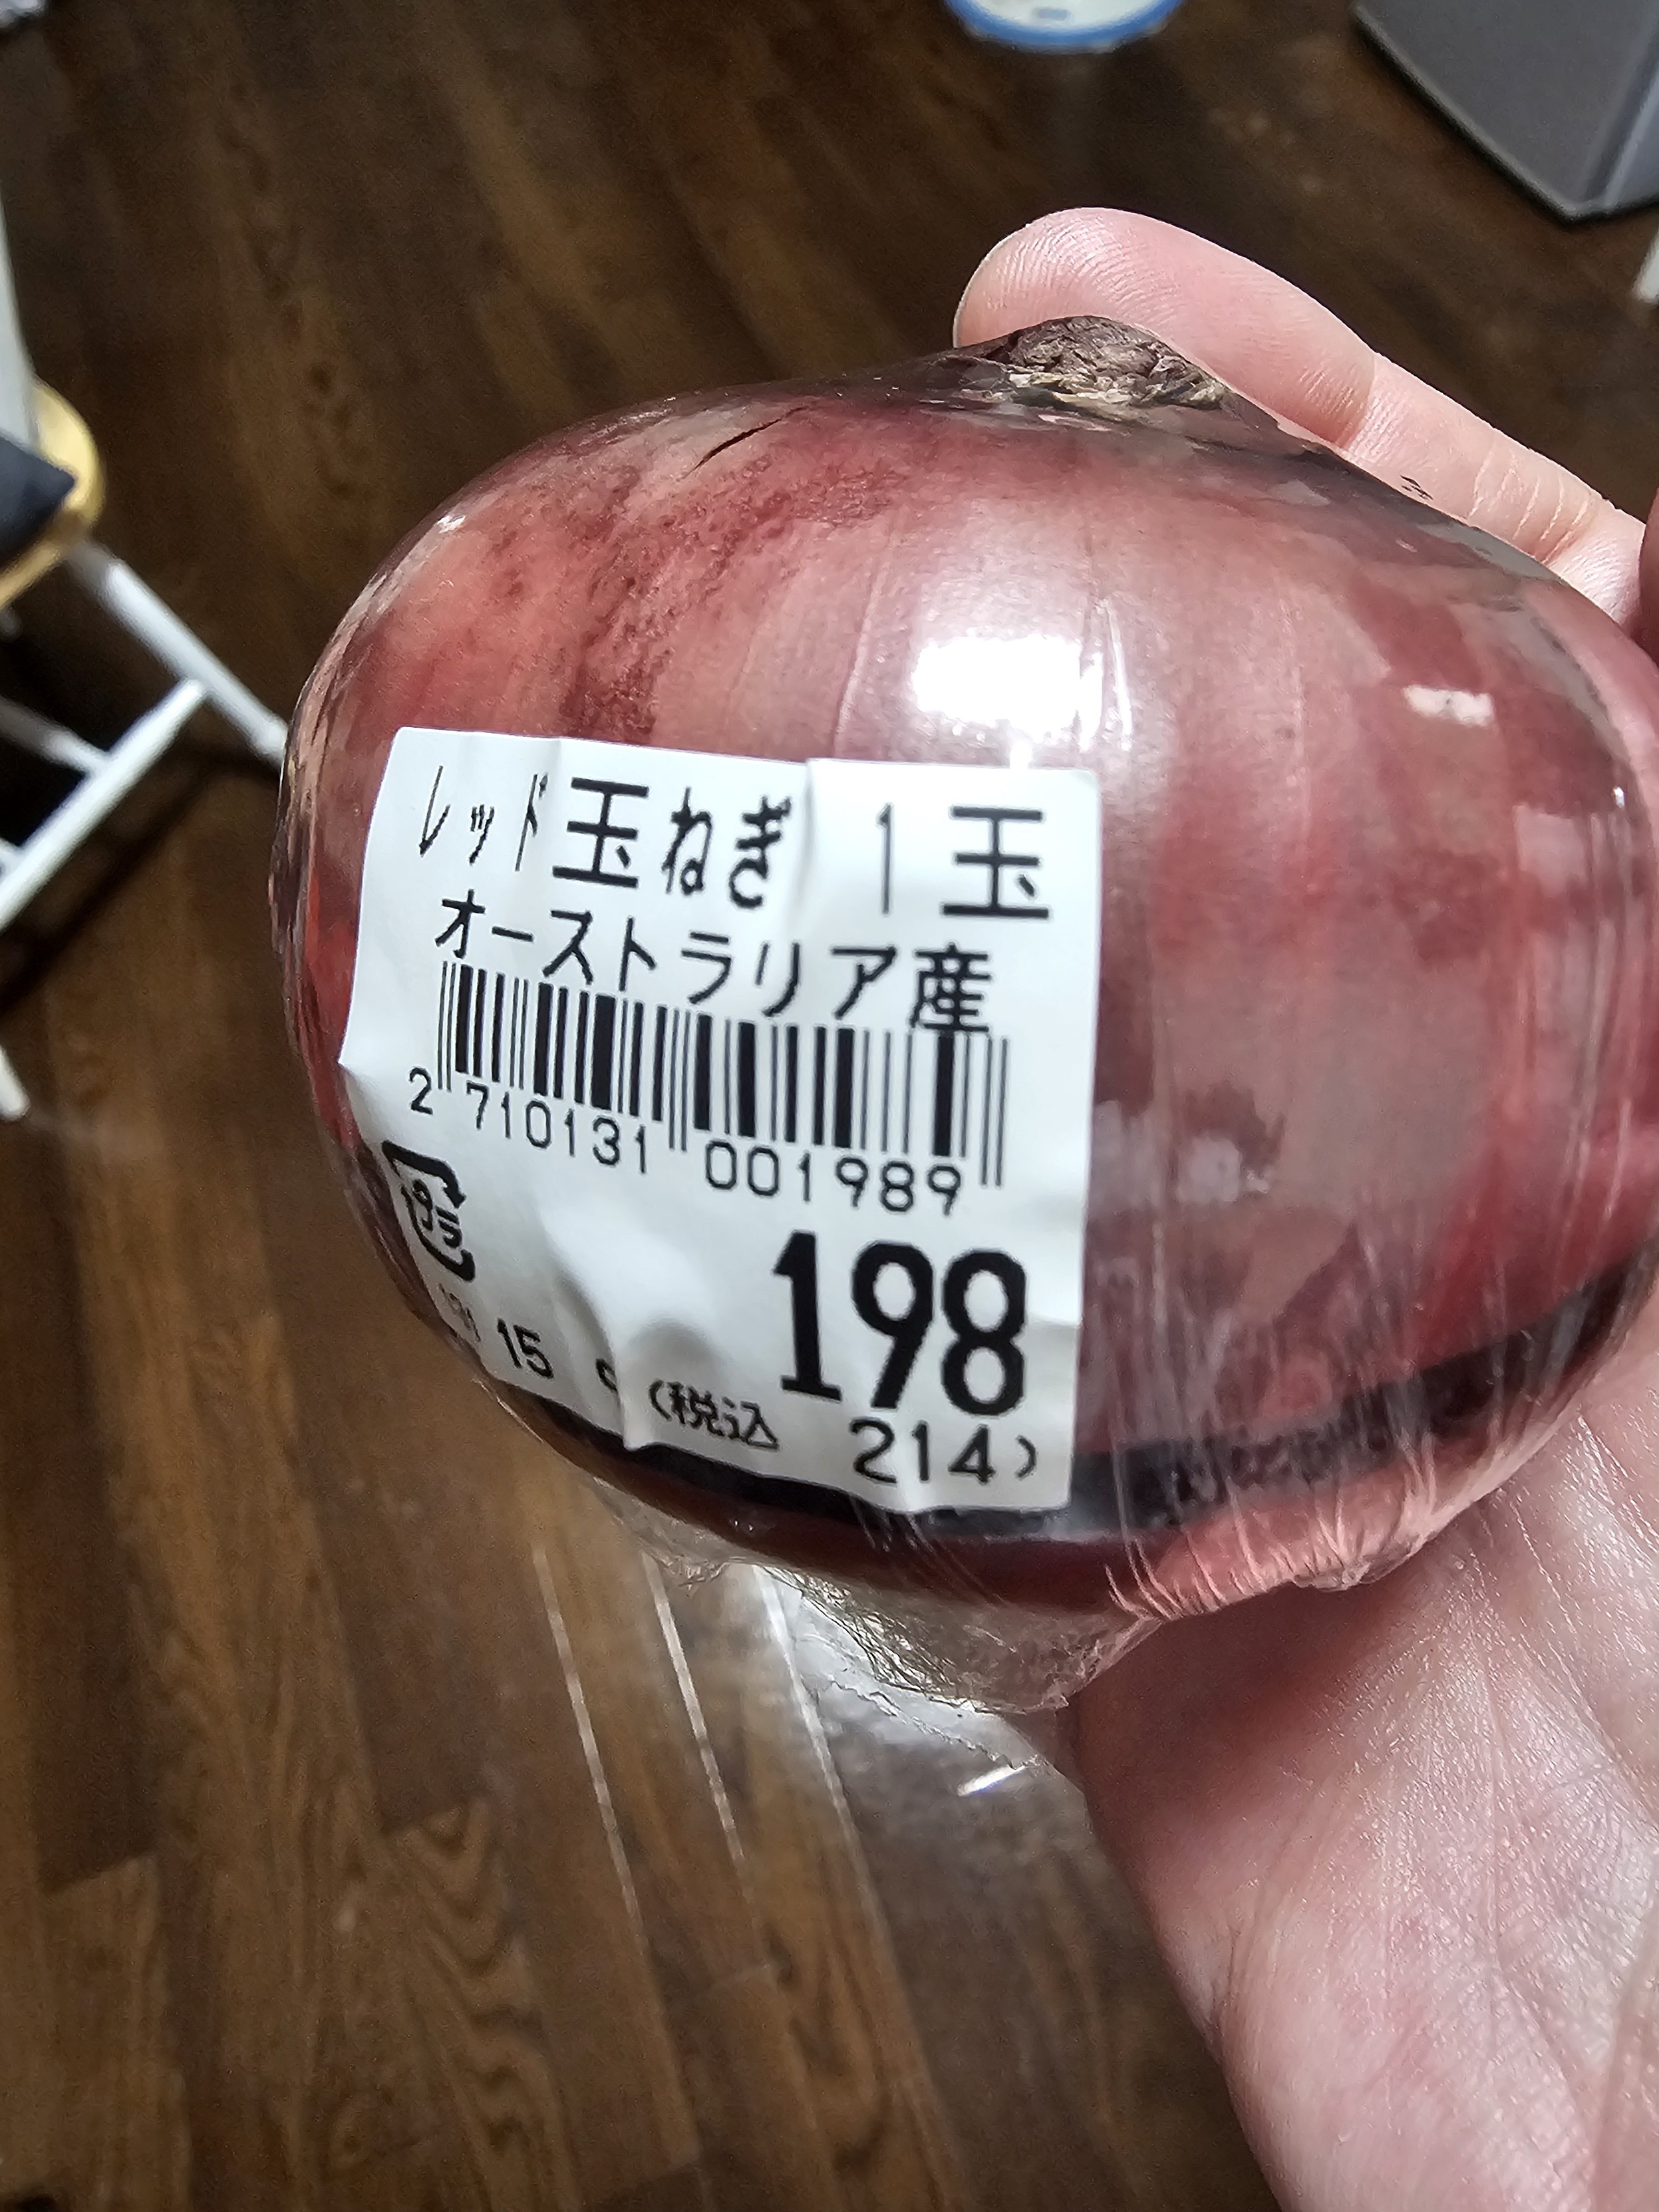 レッド玉ねぎ 1玉
オーストラリア産
2 710131 001989
プラ
198
15
(税込 214)